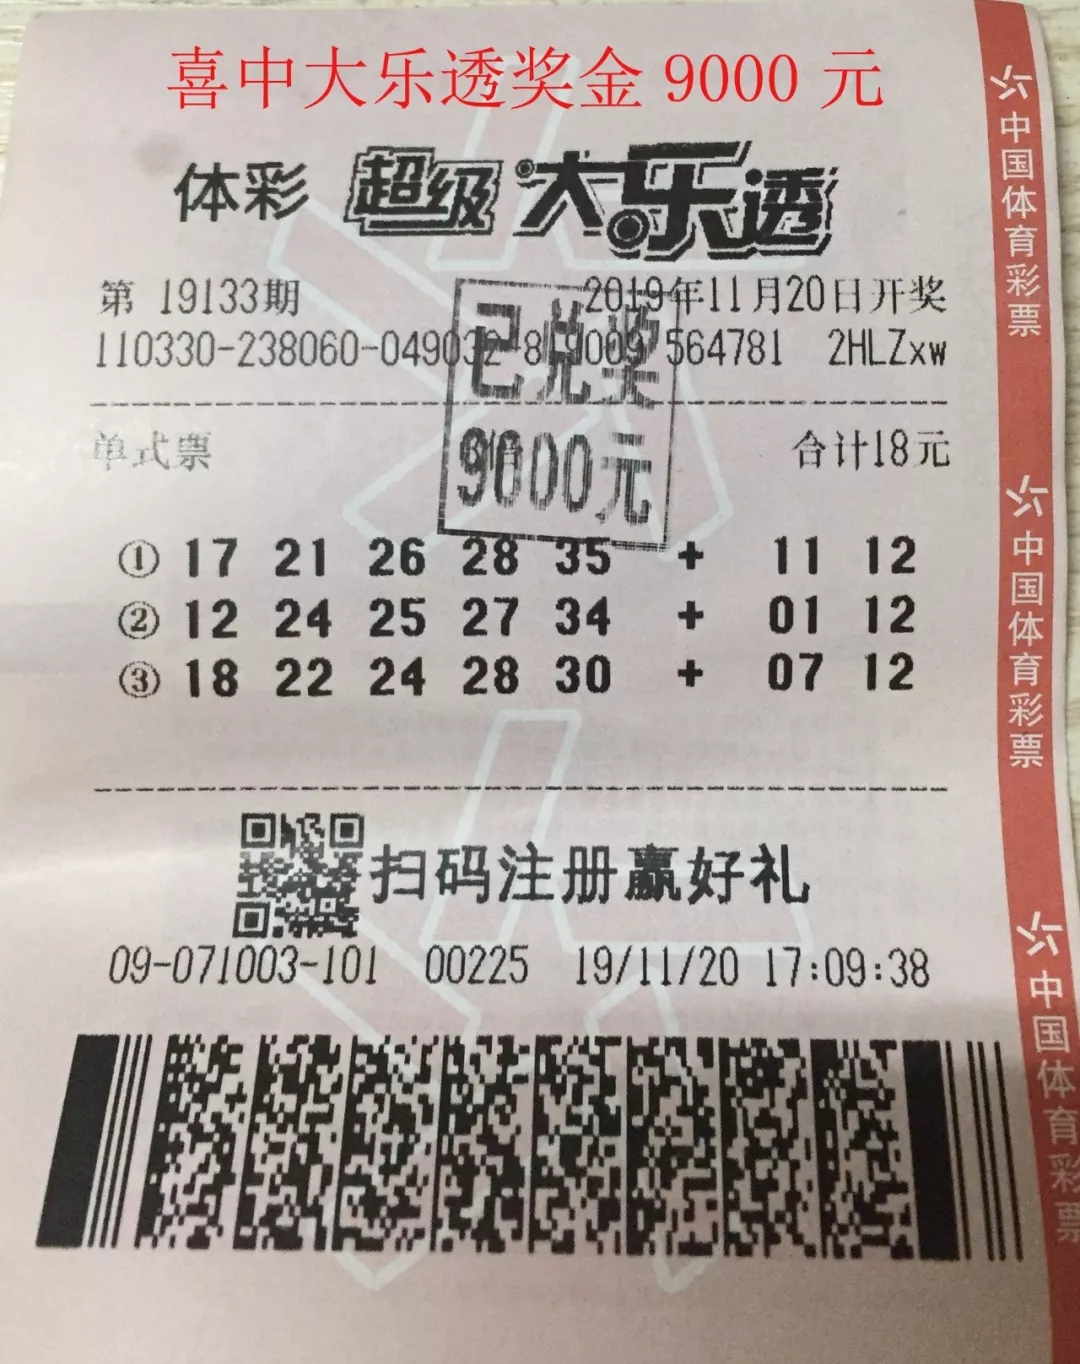 喜中大乐透奖金 9000 元
体彩 超级大乐透
第 19133期 2019年11月20日开奖
110330-238060-049032-8 9009 564781 2HLZxw
已兑奖
9000元
单式票 合计18元
① 17 21 26 28 35 + 11 12
② 12 24 25 27 34 + 01 12
③ 18 22 24 28 30 + 07 12
扫码注册赢好礼
09-071003-101 00225 19/11/20 17:09:38
中国体育彩票
中国体育彩票
中国体育彩票